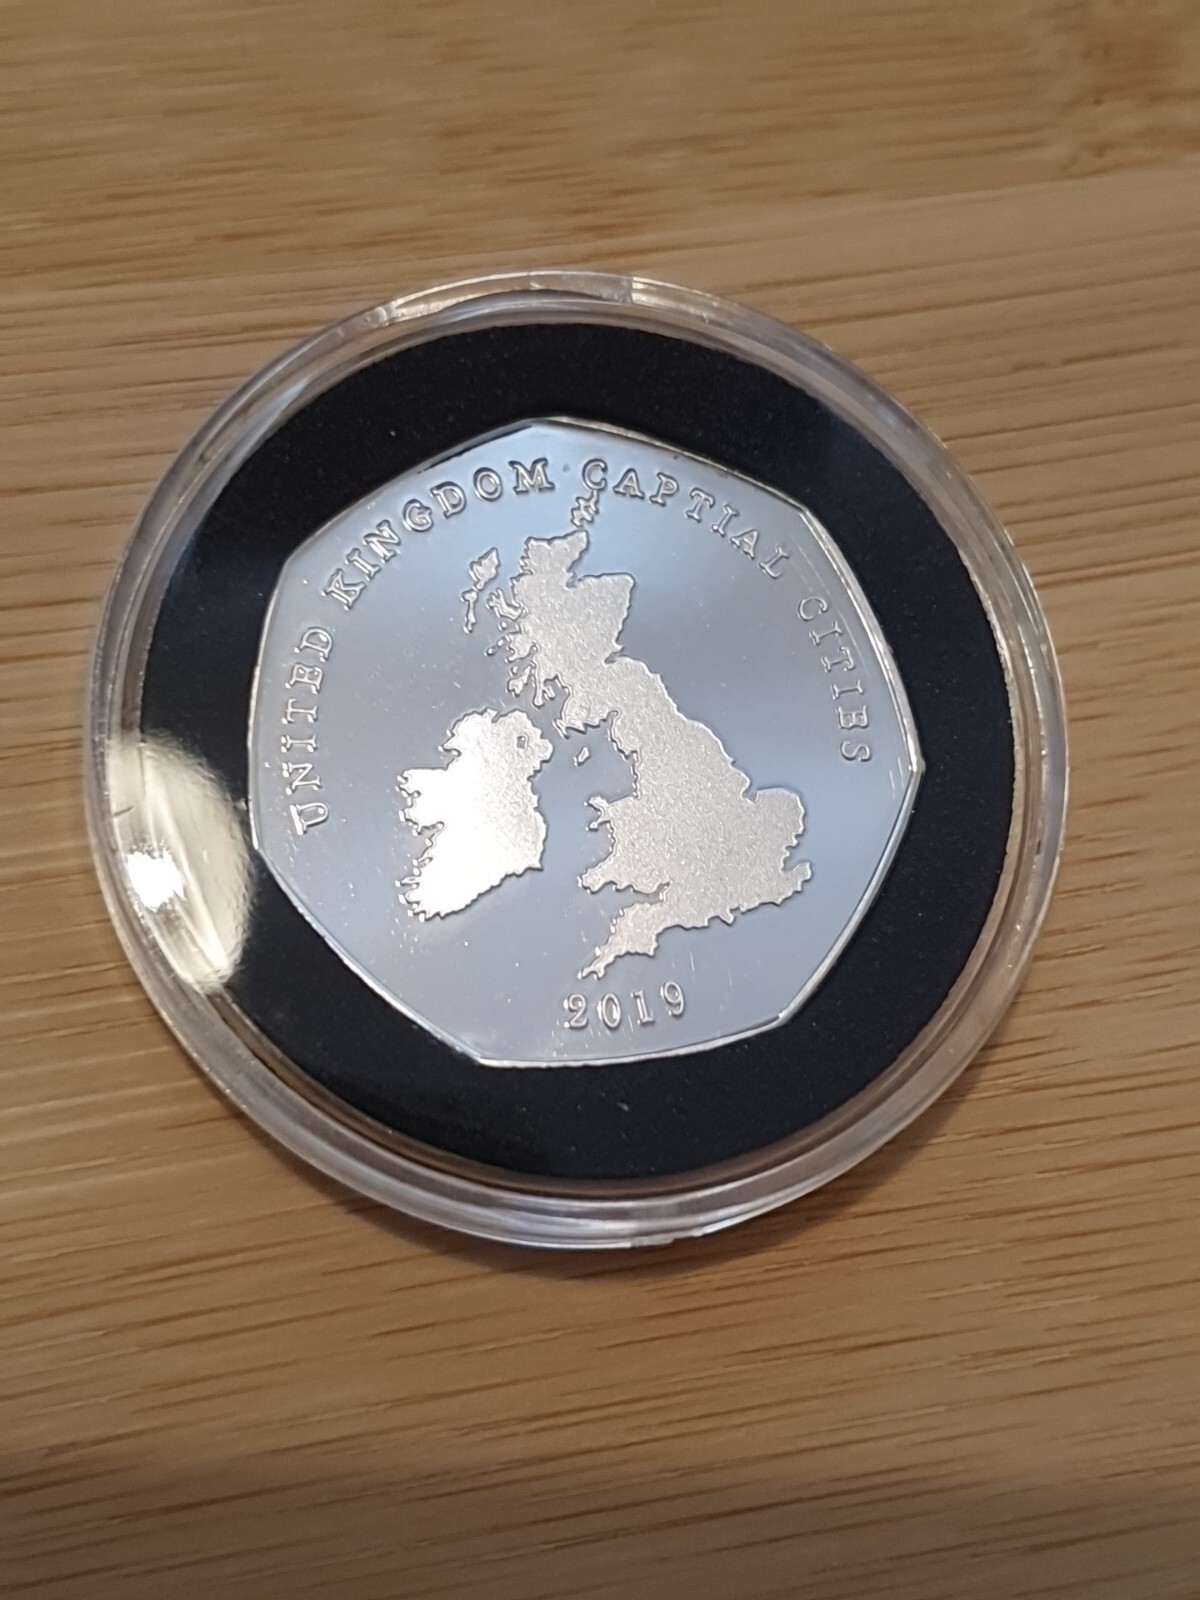 UNITED KINGDOM CAPTIAL CITIES
2019